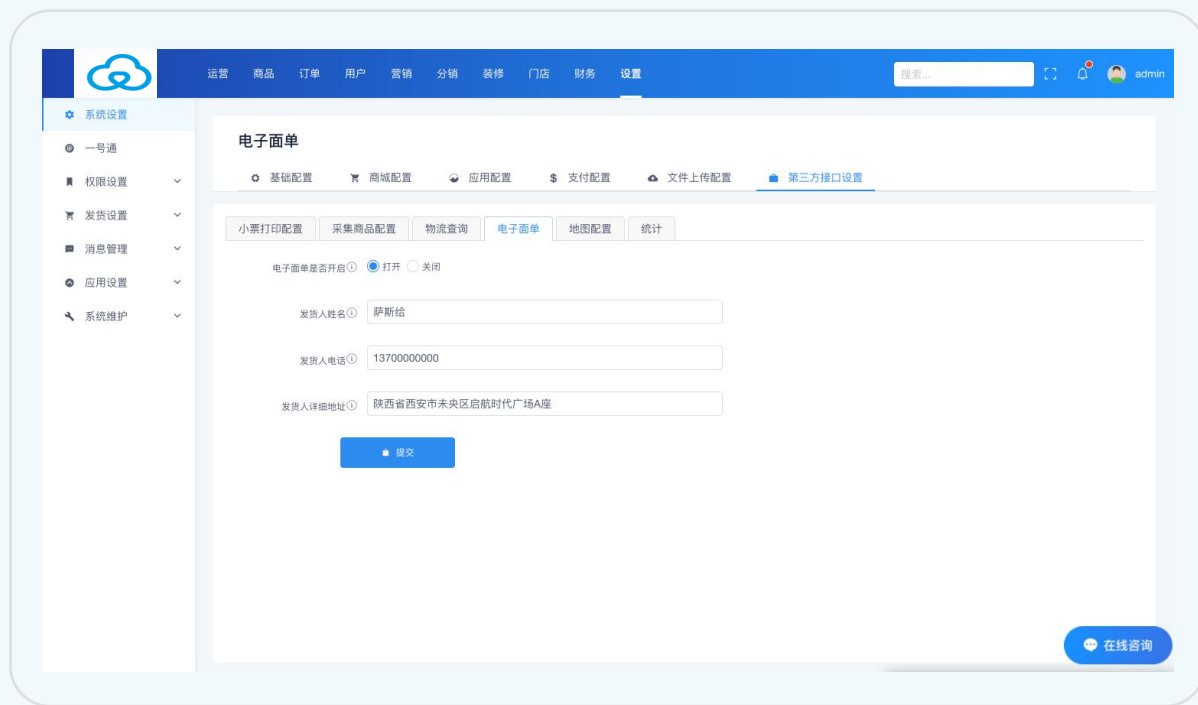 运营 商品 订单 用户 营销 分销 装修 门店 财务 设置 搜索... admin
系统设置
一号通
权限设置
发货设置
消息管理
应用设置
系统维护
电子面单
基础配置 商城配置 应用配置 支付配置 文件上传配置 第三方接口设置
小票打印配置 采集商品配置 物流查询 电子面单 地图配置 统计
电子面单是否开启 打开 关闭
发货人姓名 萨斯给
发货人电话 13700000000
发货人详细地址 陕西省西安市未央区启航时代广场A座
提交
在线咨询